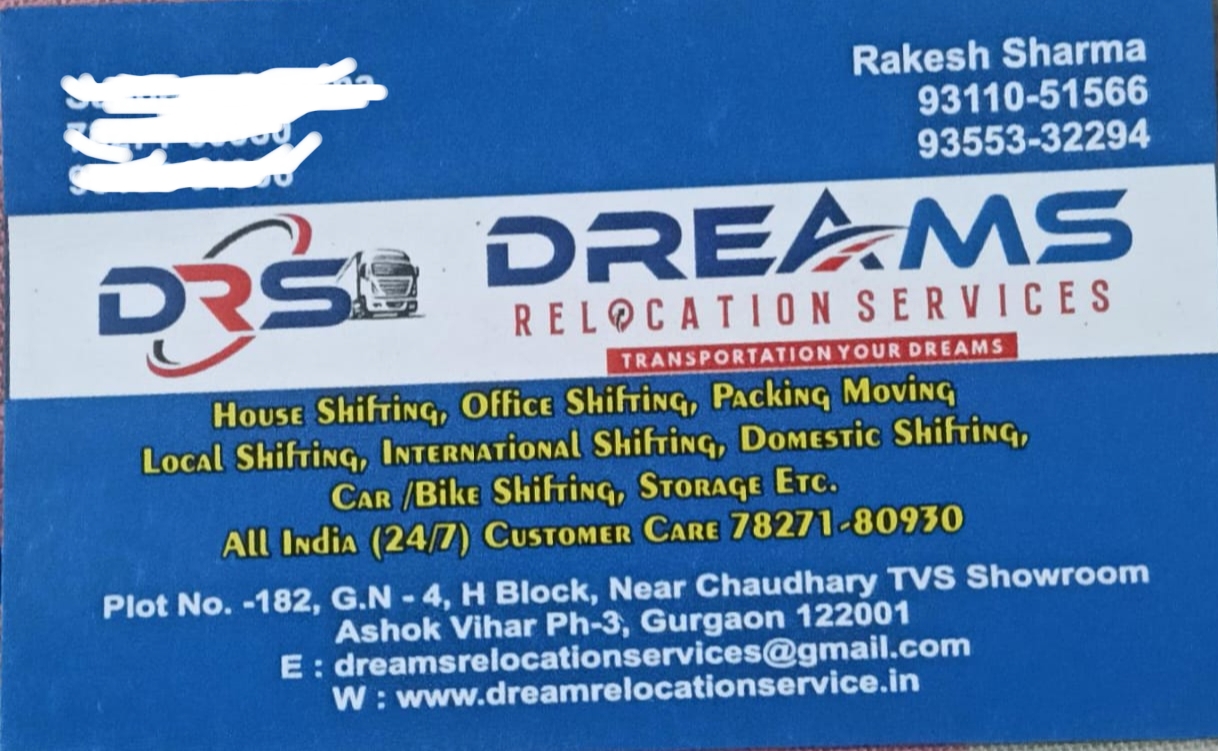 Rakesh Sharma
93110-51566
93553-32294
DRS
DREAMS
RELOCATION SERVICES
TRANSPORTATION YOUR DREAMS
House Shifting, Office Shifting, Packing Moving
Local Shifting, International Shifting, Domestic Shifting,
Car /Bike Shifting, Storage Etc.
All India (24/7) Customer Care 78271-80930
Plot No. -182, G.N - 4, H Block, Near Chaudhary TVS Showroom
Ashok Vihar Ph-3, Gurgaon 122001
E : dreamsrelocationservices@gmail.com
W : www.dreamrelocationservice.in